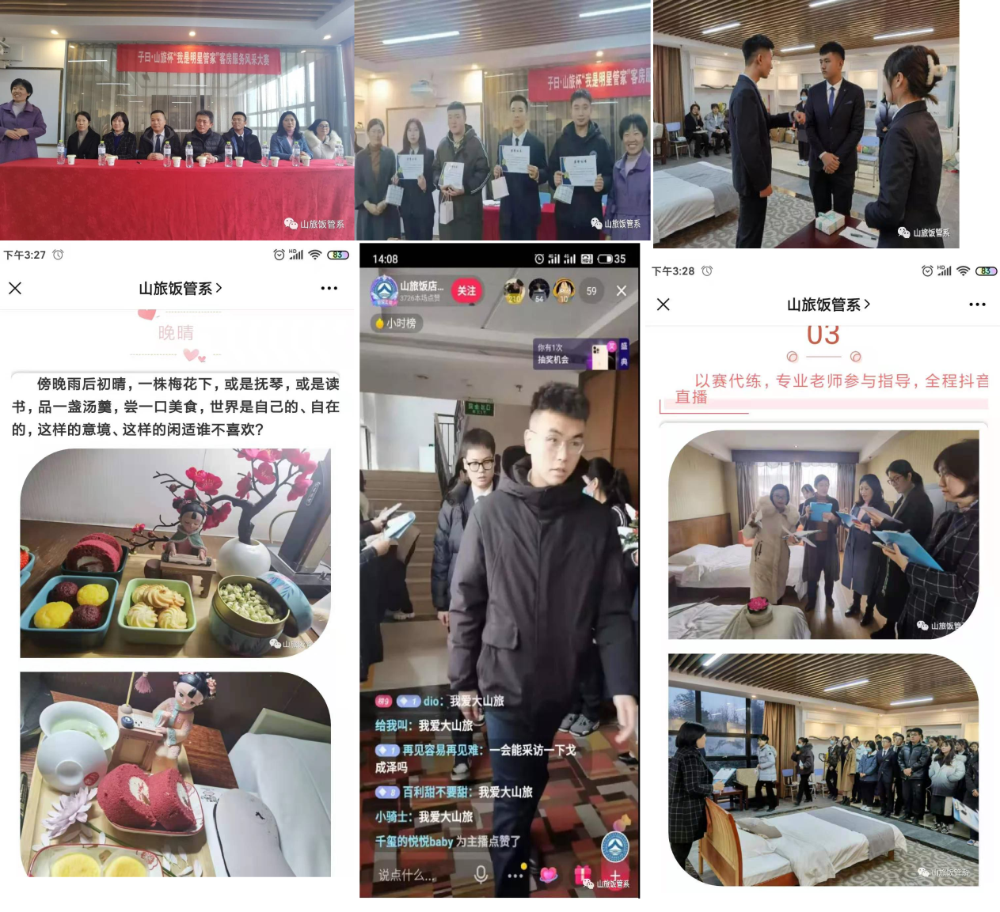 子曰·山旅杯“我是明星管家”客房服务风采大赛
山旅饭管系
子曰·山旅杯“我是明星管家”客房服
山旅饭管系
山旅饭管系
下午3:27
HD
83
山旅饭管系
晚晴
傍晚雨后初晴，一株梅花下，或是抚琴，或是读
书，品一盏汤羹，尝一口美食，世界是自己的、自在
的，这样的意境、这样的闲适谁不喜欢?
山旅饭管系
14:08
35
山旅饭店...
3726本场点赞
关注
210
54
10
59
小时榜
你有1次
抽奖机会
奖
盛典
榜9 1 dio：我爱大山旅
给我叫：我爱大山旅
1 再见容易再见难：一会能采访一下戈
成泽吗
8 百利甜不要甜：我爱大山旅
小骑士：我爱大山旅
千玺的悦悦baby 为主播点赞了
说点什么...
山旅饭管系
下午3:28
HD
83
山旅饭管系
03
以赛代练，专业老师参与指导，全程抖音
直播
山旅饭管系
山旅饭管系